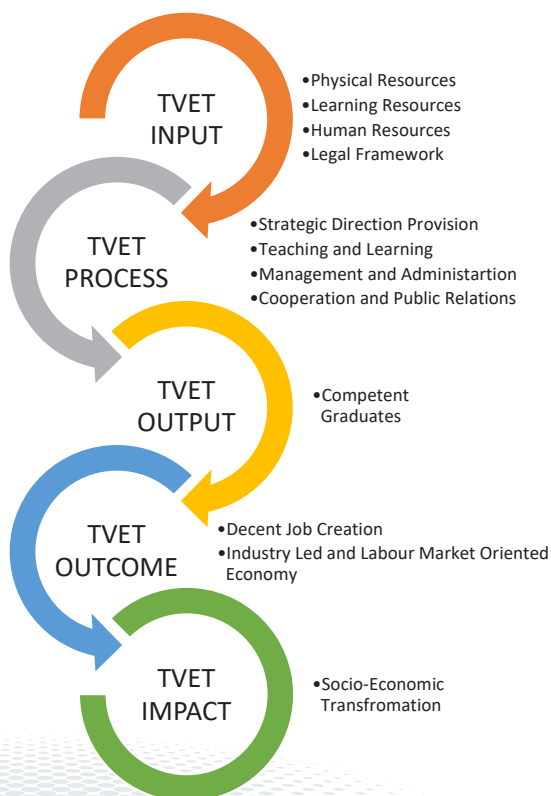 TVET
INPUT
•Physical Resources
•Learning Resources
•Human Resources
•Legal Framework
TVET
PROCESS
•Strategic Direction Provision
•Teaching and Learning
•Management and Administartion
•Cooperation and Public Relations
TVET
OUTPUT
•Competent
Graduates
TVET
OUTCOME
•Decent Job Creation
•Industry Led and Labour Market Oriented
Economy
TVET
IMPACT
•Socio-Economic
Transfromation